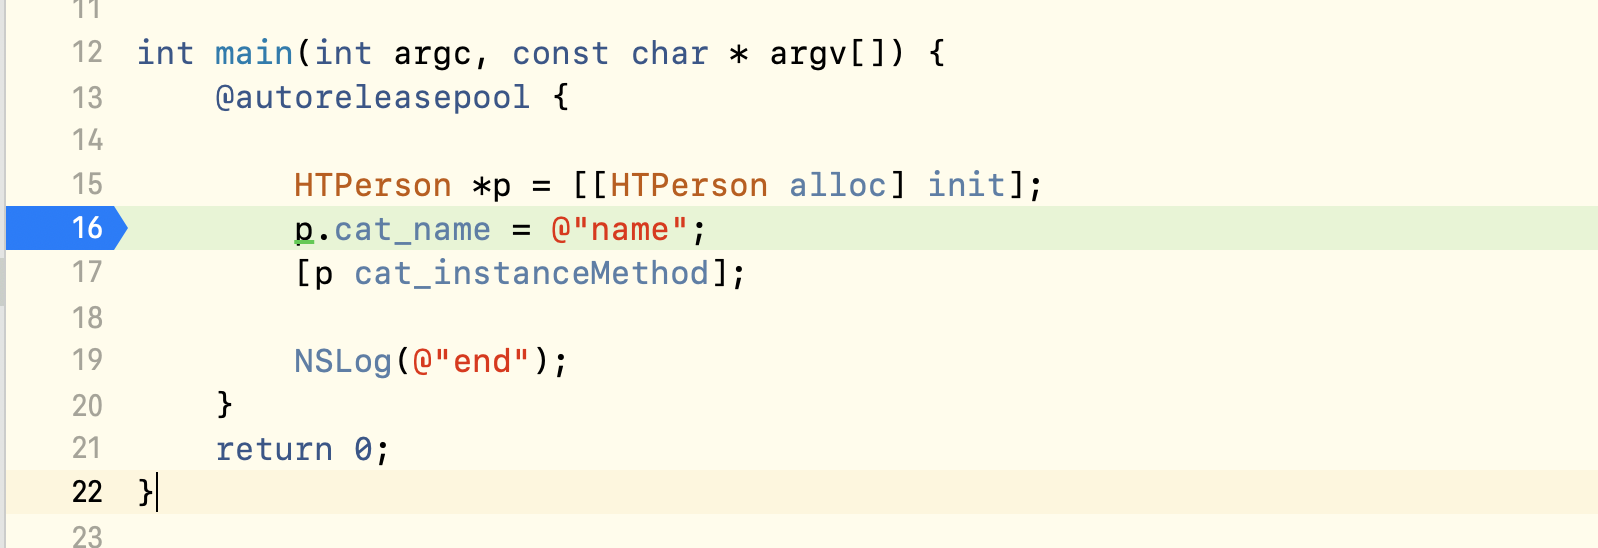 11
12 int main(int argc, const char * argv[]) {
13     @autoreleasepool {
14
15         HTPerson *p = [[HTPerson alloc] init];
16         p.cat_name = @"name";
17         [p cat_instanceMethod];
18
19         NSLog(@"end");
20     }
21     return 0;
22 }
23